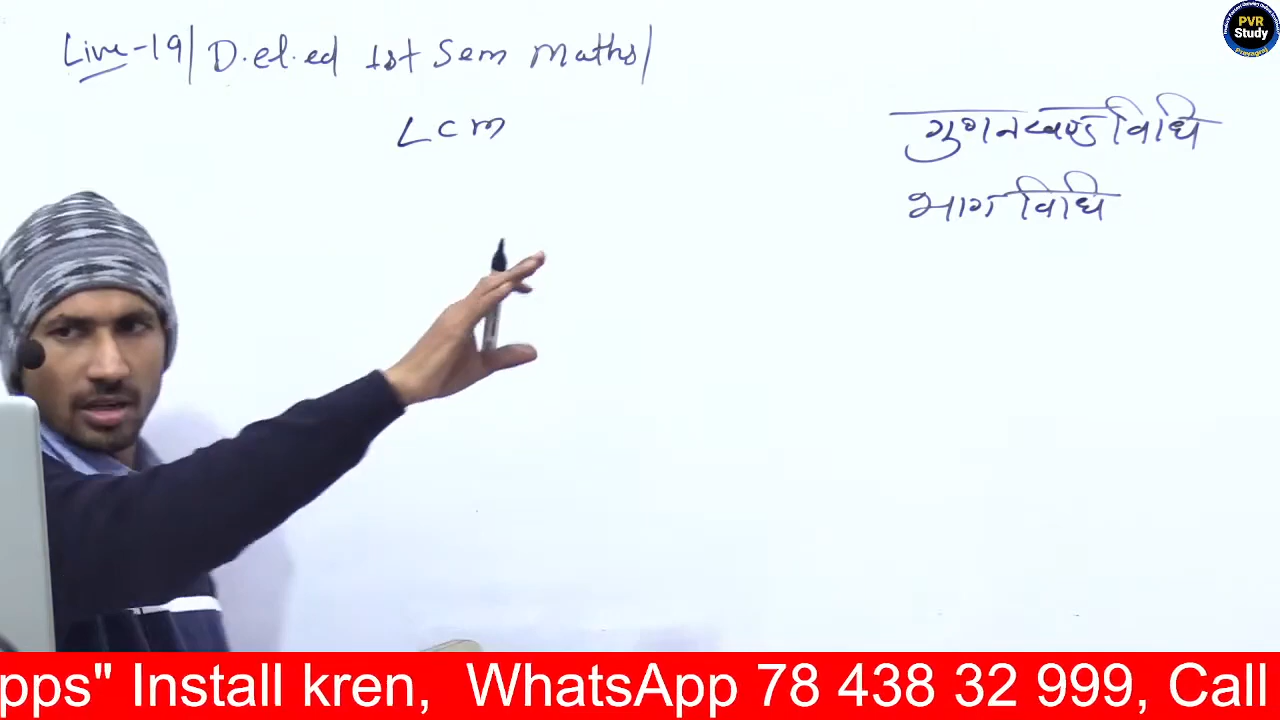 Live-19/ D.el.ed 1st Sem Maths/
LCM
गुणनखण्ड विधि
भाग विधि
PVR
Study
Prayagraj
pps" Install kren, WhatsApp 78 438 32 999, Call